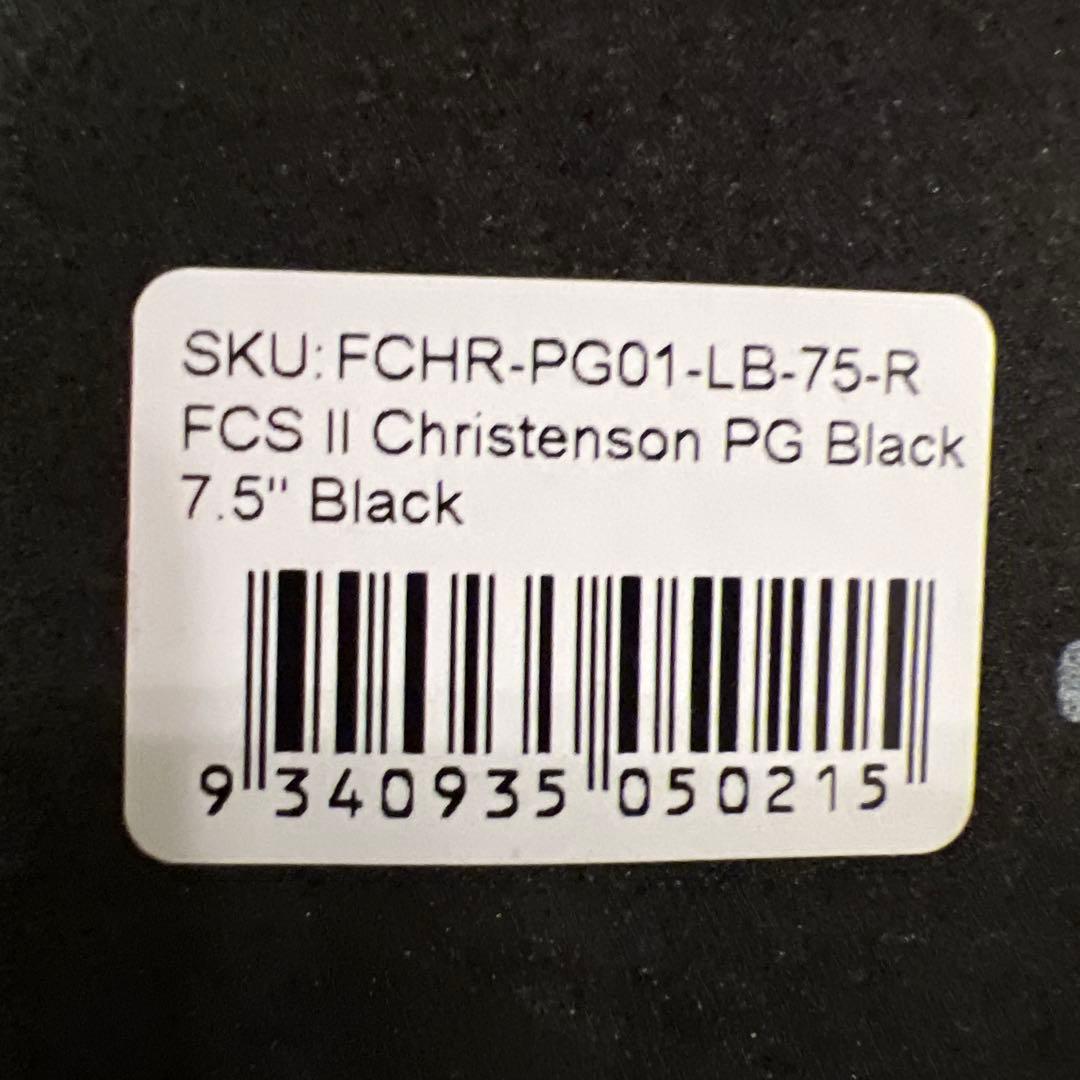 SKU: FCHR-PG01-LB-75-R
FCS II Christenson PG Black
7.5" Black
9 340935 050215